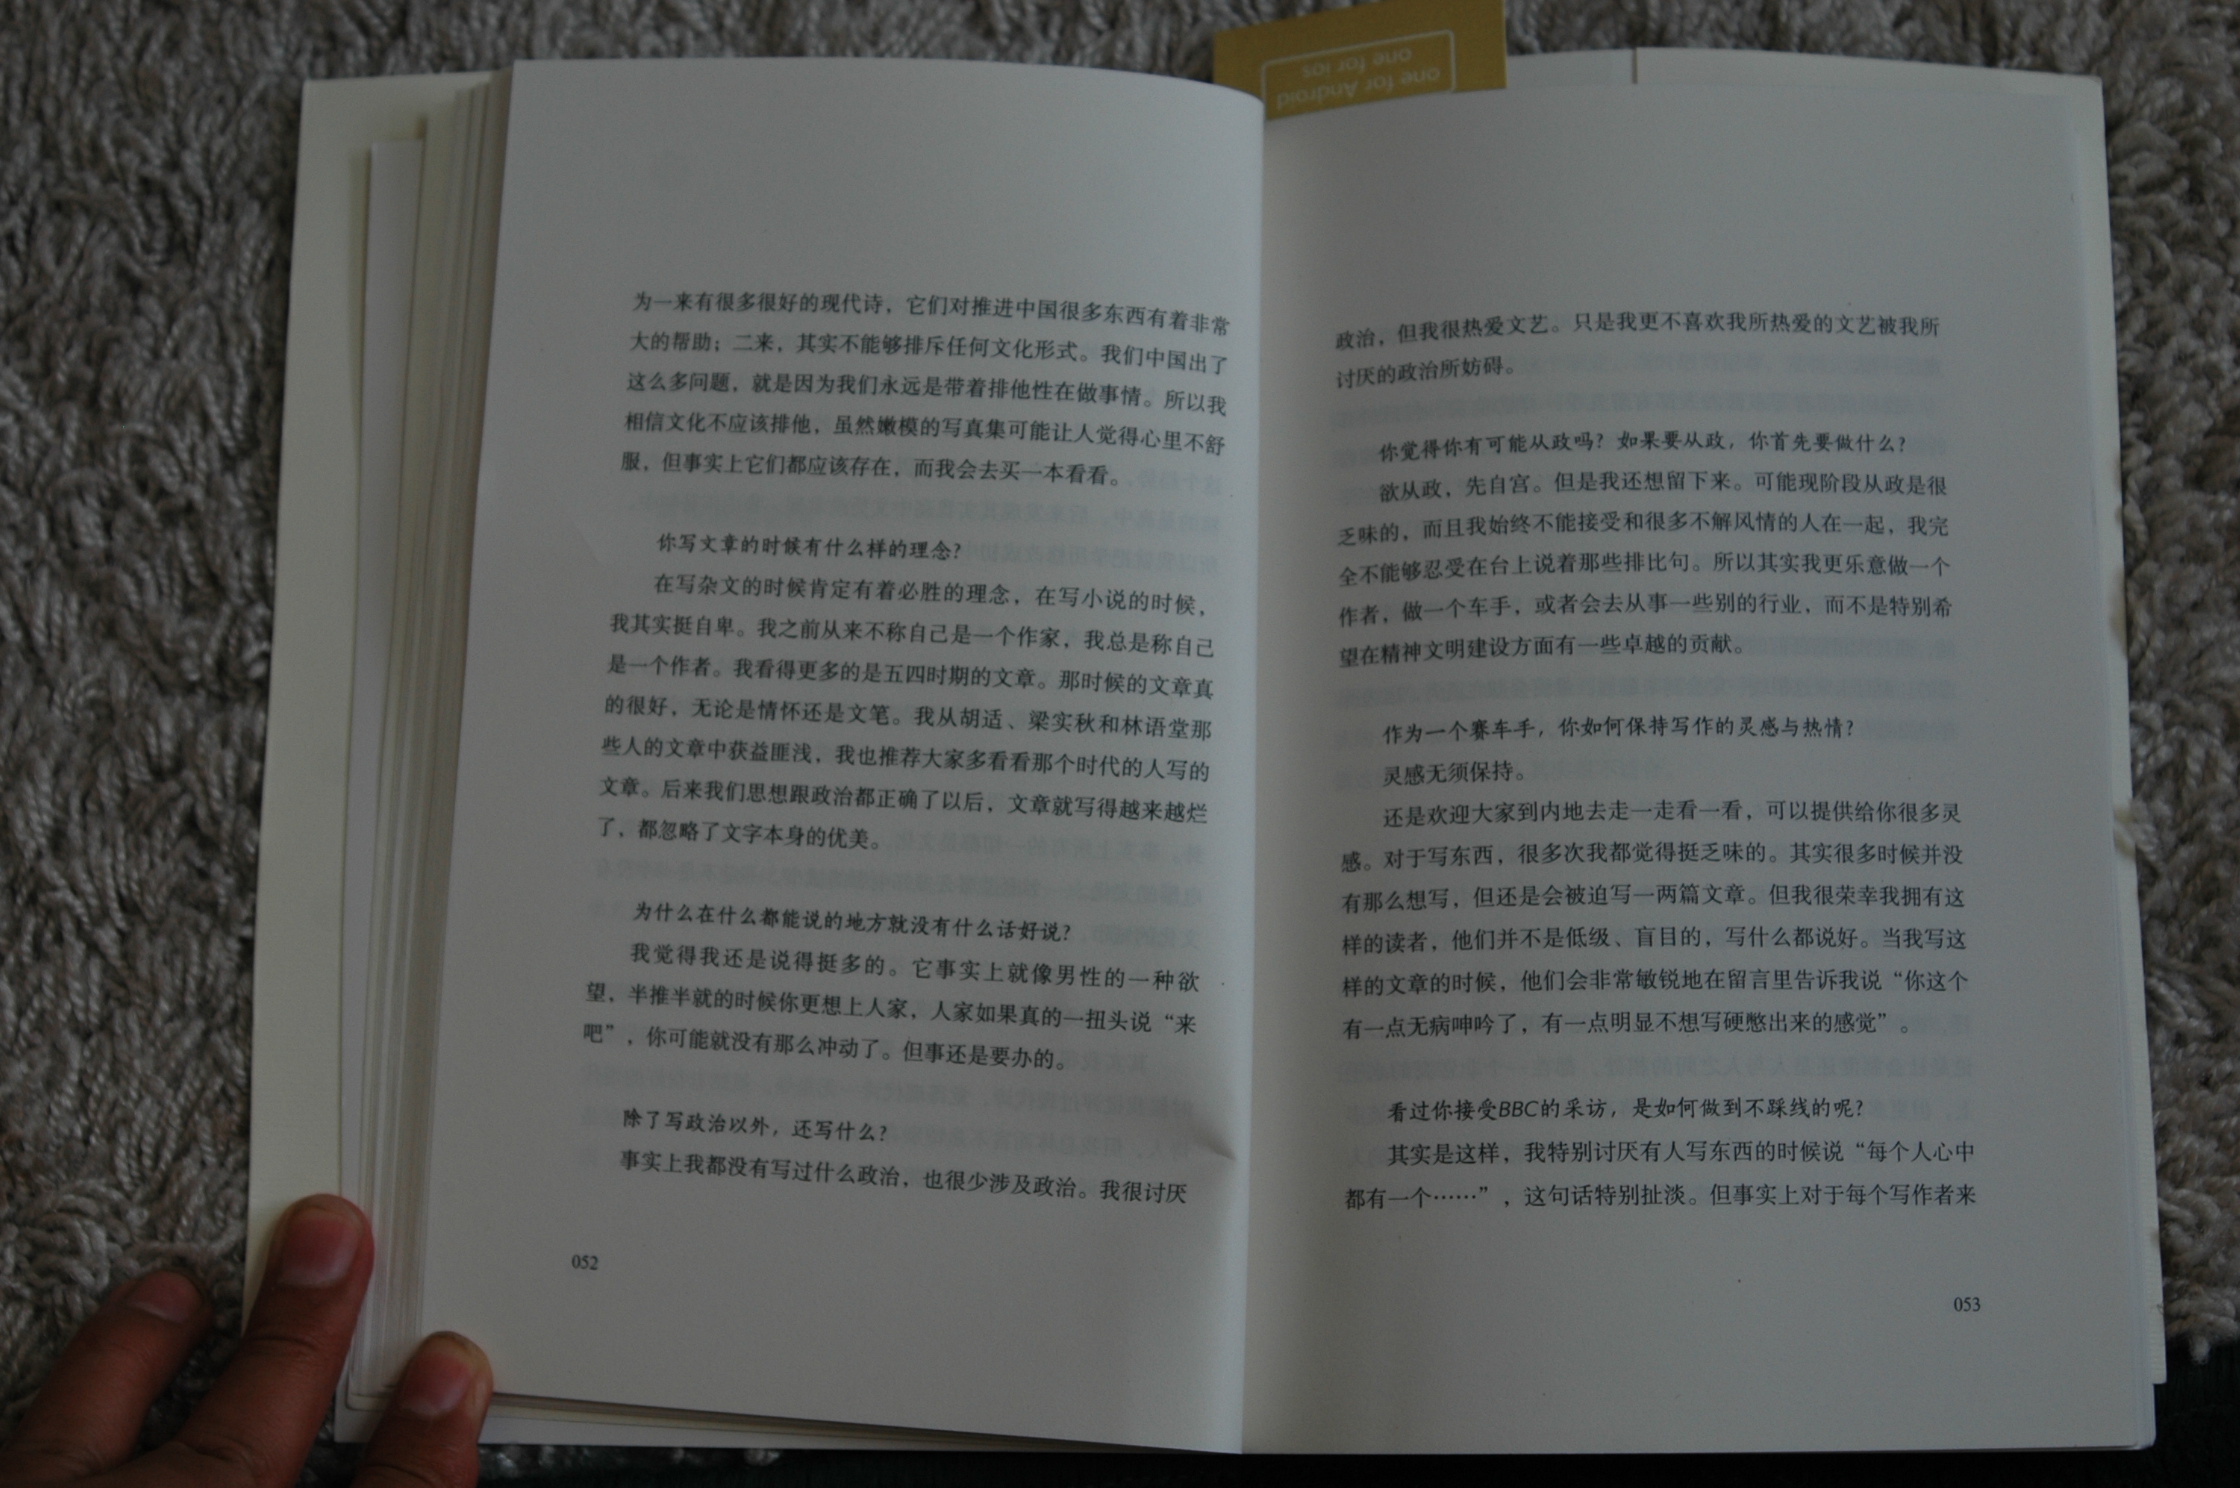 one for Android
one for ios
为一来有很多很好的现代诗，它们对推进中国很多东西有着非常
大的帮助；二来，其实不能够排斥任何文化形式。我们中国出了
这么多问题，就是因为我们永远是带着排他性在做事情。所以我
相信文化不应该排他，虽然嫩模的写真集可能让人觉得心里不舒
服，但事实上它们都应该存在，而我会去买一本看看。
你写文章的时候有什么样的理念？
在写杂文的时候肯定有着必胜的理念，在写小说的时候，
我其实挺自卑。我之前从来不称自己是一个作家，我总是称自己
是一个作者。我看得更多的是五四时期的文章。那时候的文章真
的很好，无论是情怀还是文笔。我从胡适、梁实秋和林语堂那
些人的文章中获益匪浅，我也推荐大家多看看那个时代的人写的
文章。后来我们思想跟政治都正确了以后，文章就写得越来越烂
了，都忽略了文字本身的优美。
为什么在什么都能说的地方就没有什么话好说？
我觉得我还是说得挺多的。它事实上就像男性的一种欲
望，半推半就的时候你更想上人家，人家如果真的一扭头说“来
吧”，你可能就没有那么冲动了。但事还是要办的。
除了写政治以外，还写什么？
事实上我都没有写过什么政治，也很少涉及政治。我很讨厌
052
政治，但我很热爱文艺。只是我更不喜欢我所热爱的文艺被我所
讨厌的政治所妨碍。
你觉得你有可能从政吗？如果要从政，你首先要做什么？
欲从政，先自宫。但是我还想留下来。可能现阶段从政是很
乏味的，而且我始终不能接受和很多不解风情的人在一起，我完
全不能够忍受在台上说着那些排比句。所以其实我更乐意做一个
作者，做一个车手，或者会去从事一些别的行业，而不是特别希
望在精神文明建设方面有一些卓越的贡献。
作为一个赛车手，你如何保持写作的灵感与热情？
灵感无须保持。
还是欢迎大家到内地去走一走看一看，可以提供给你很多灵
感。对于写东西，很多次我都觉得挺乏味的。其实很多时候并没
有那么想写，但还是会被迫写一两篇文章。但我很荣幸我拥有这
样的读者，他们并不是低级、盲目的，写什么都说好。当我写这
样的文章的时候，他们会非常敏锐地在留言里告诉我说“你这个
有一点无病呻吟了，有一点明显不想写硬憋出来的感觉”。
看过你接受BBC的采访，是如何做到不踩线的呢？
其实是这样，我特别讨厌有人写东西的时候说“每个人心中
都有一个……”，这句话特别扯淡。但事实上对于每个写作者来
053